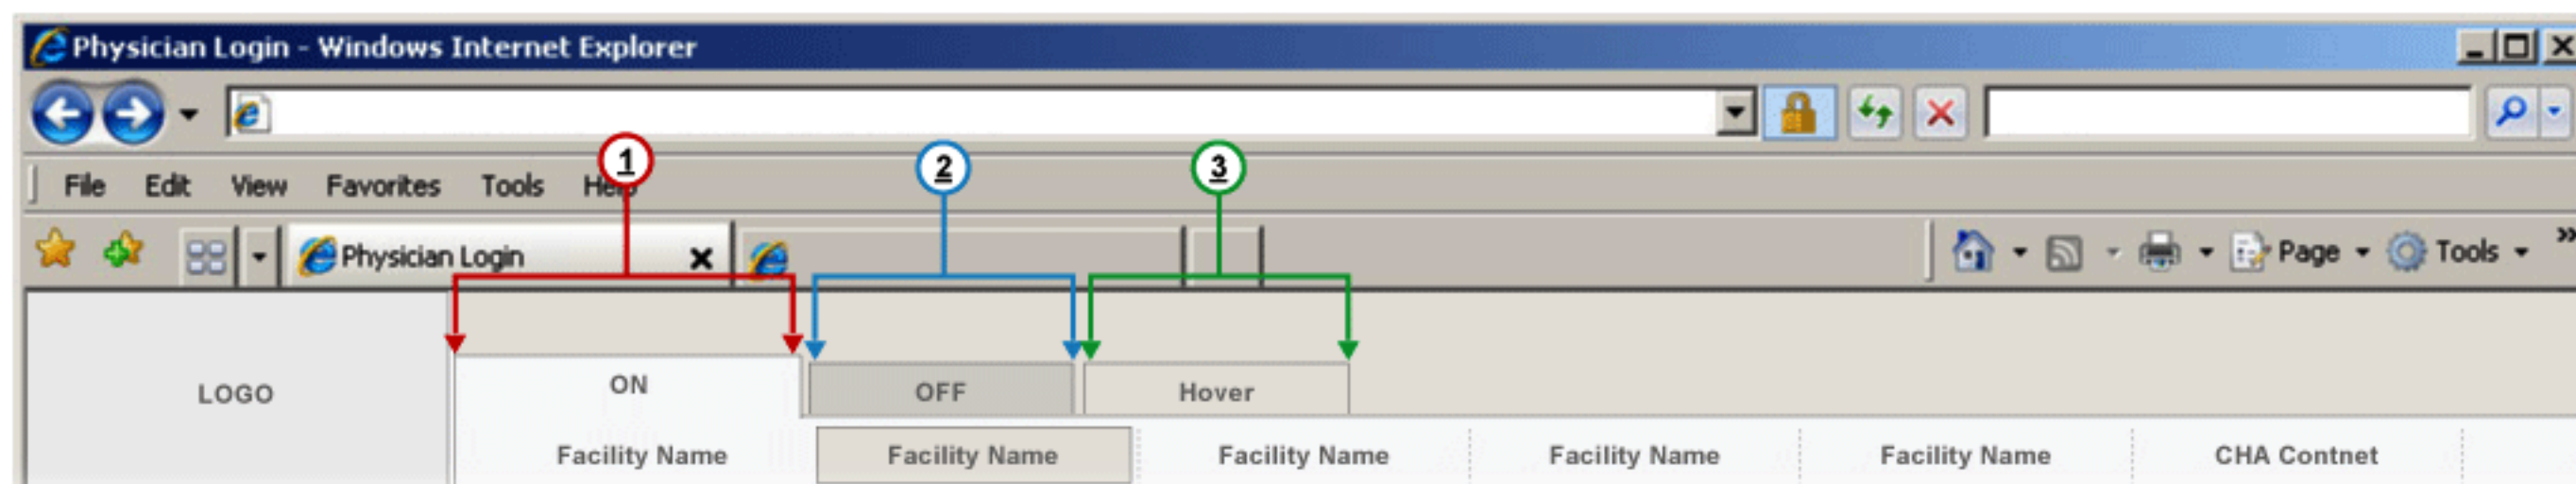 Physician Login - Windows Internet Explorer
1 2 3
File Edit View Favorites Tools Help
Physician Login
Page Tools
LOGO
ON OFF Hover
Facility Name Facility Name Facility Name Facility Name Facility Name CHA Contnet